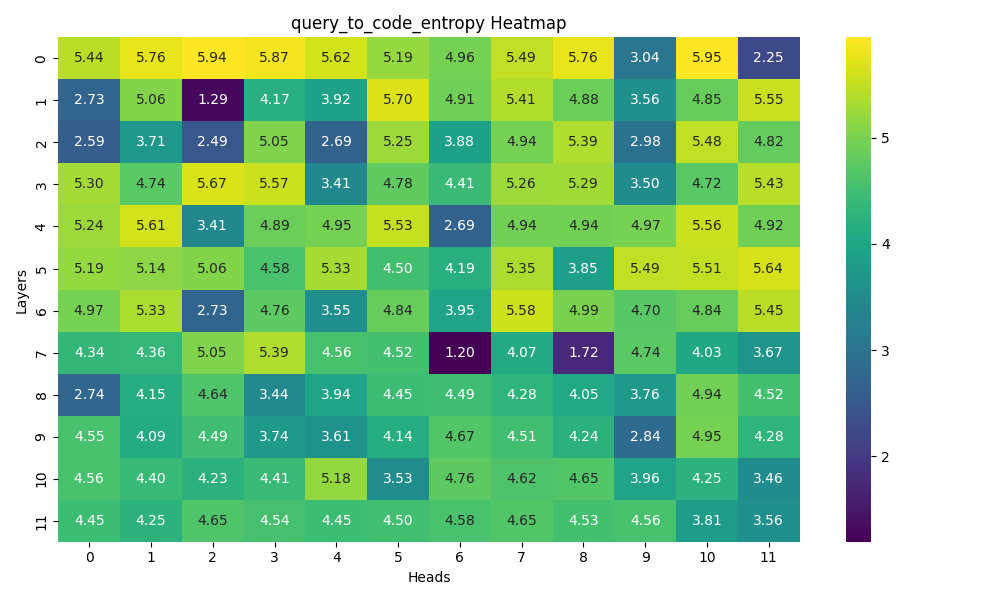 query_to_code_entropy Heatmap
0 5.44 5.76 5.94 5.87 5.62 5.19 4.96 5.49 5.76 3.04 5.95 2.25
1 2.73 5.06 1.29 4.17 3.92 5.70 4.91 5.41 4.88 3.56 4.85 5.55
2 2.59 3.71 2.49 5.05 2.69 5.25 3.88 4.94 5.39 2.98 5.48 4.82
3 5.30 4.74 5.67 5.57 3.41 4.78 4.41 5.26 5.29 3.50 4.72 5.43
4 5.24 5.61 3.41 4.89 4.95 5.53 2.69 4.94 4.94 4.97 5.56 4.92
5 5.19 5.14 5.06 4.58 5.33 4.50 4.19 5.35 3.85 5.49 5.51 5.64
6 4.97 5.33 2.73 4.76 3.55 4.84 3.95 5.58 4.99 4.70 4.84 5.45
7 4.34 4.36 5.05 5.39 4.56 4.52 1.20 4.07 1.72 4.74 4.03 3.67
8 2.74 4.15 4.64 3.44 3.94 4.45 4.49 4.28 4.05 3.76 4.94 4.52
9 4.55 4.09 4.49 3.74 3.61 4.14 4.67 4.51 4.24 2.84 4.95 4.28
10 4.56 4.40 4.23 4.41 5.18 3.53 4.76 4.62 4.65 3.96 4.25 3.46
11 4.45 4.25 4.65 4.54 4.45 4.50 4.58 4.65 4.53 4.56 3.81 3.56
0 1 2 3 4 5 6 7 8 9 10 11
Heads
Layers
5
4
3
2